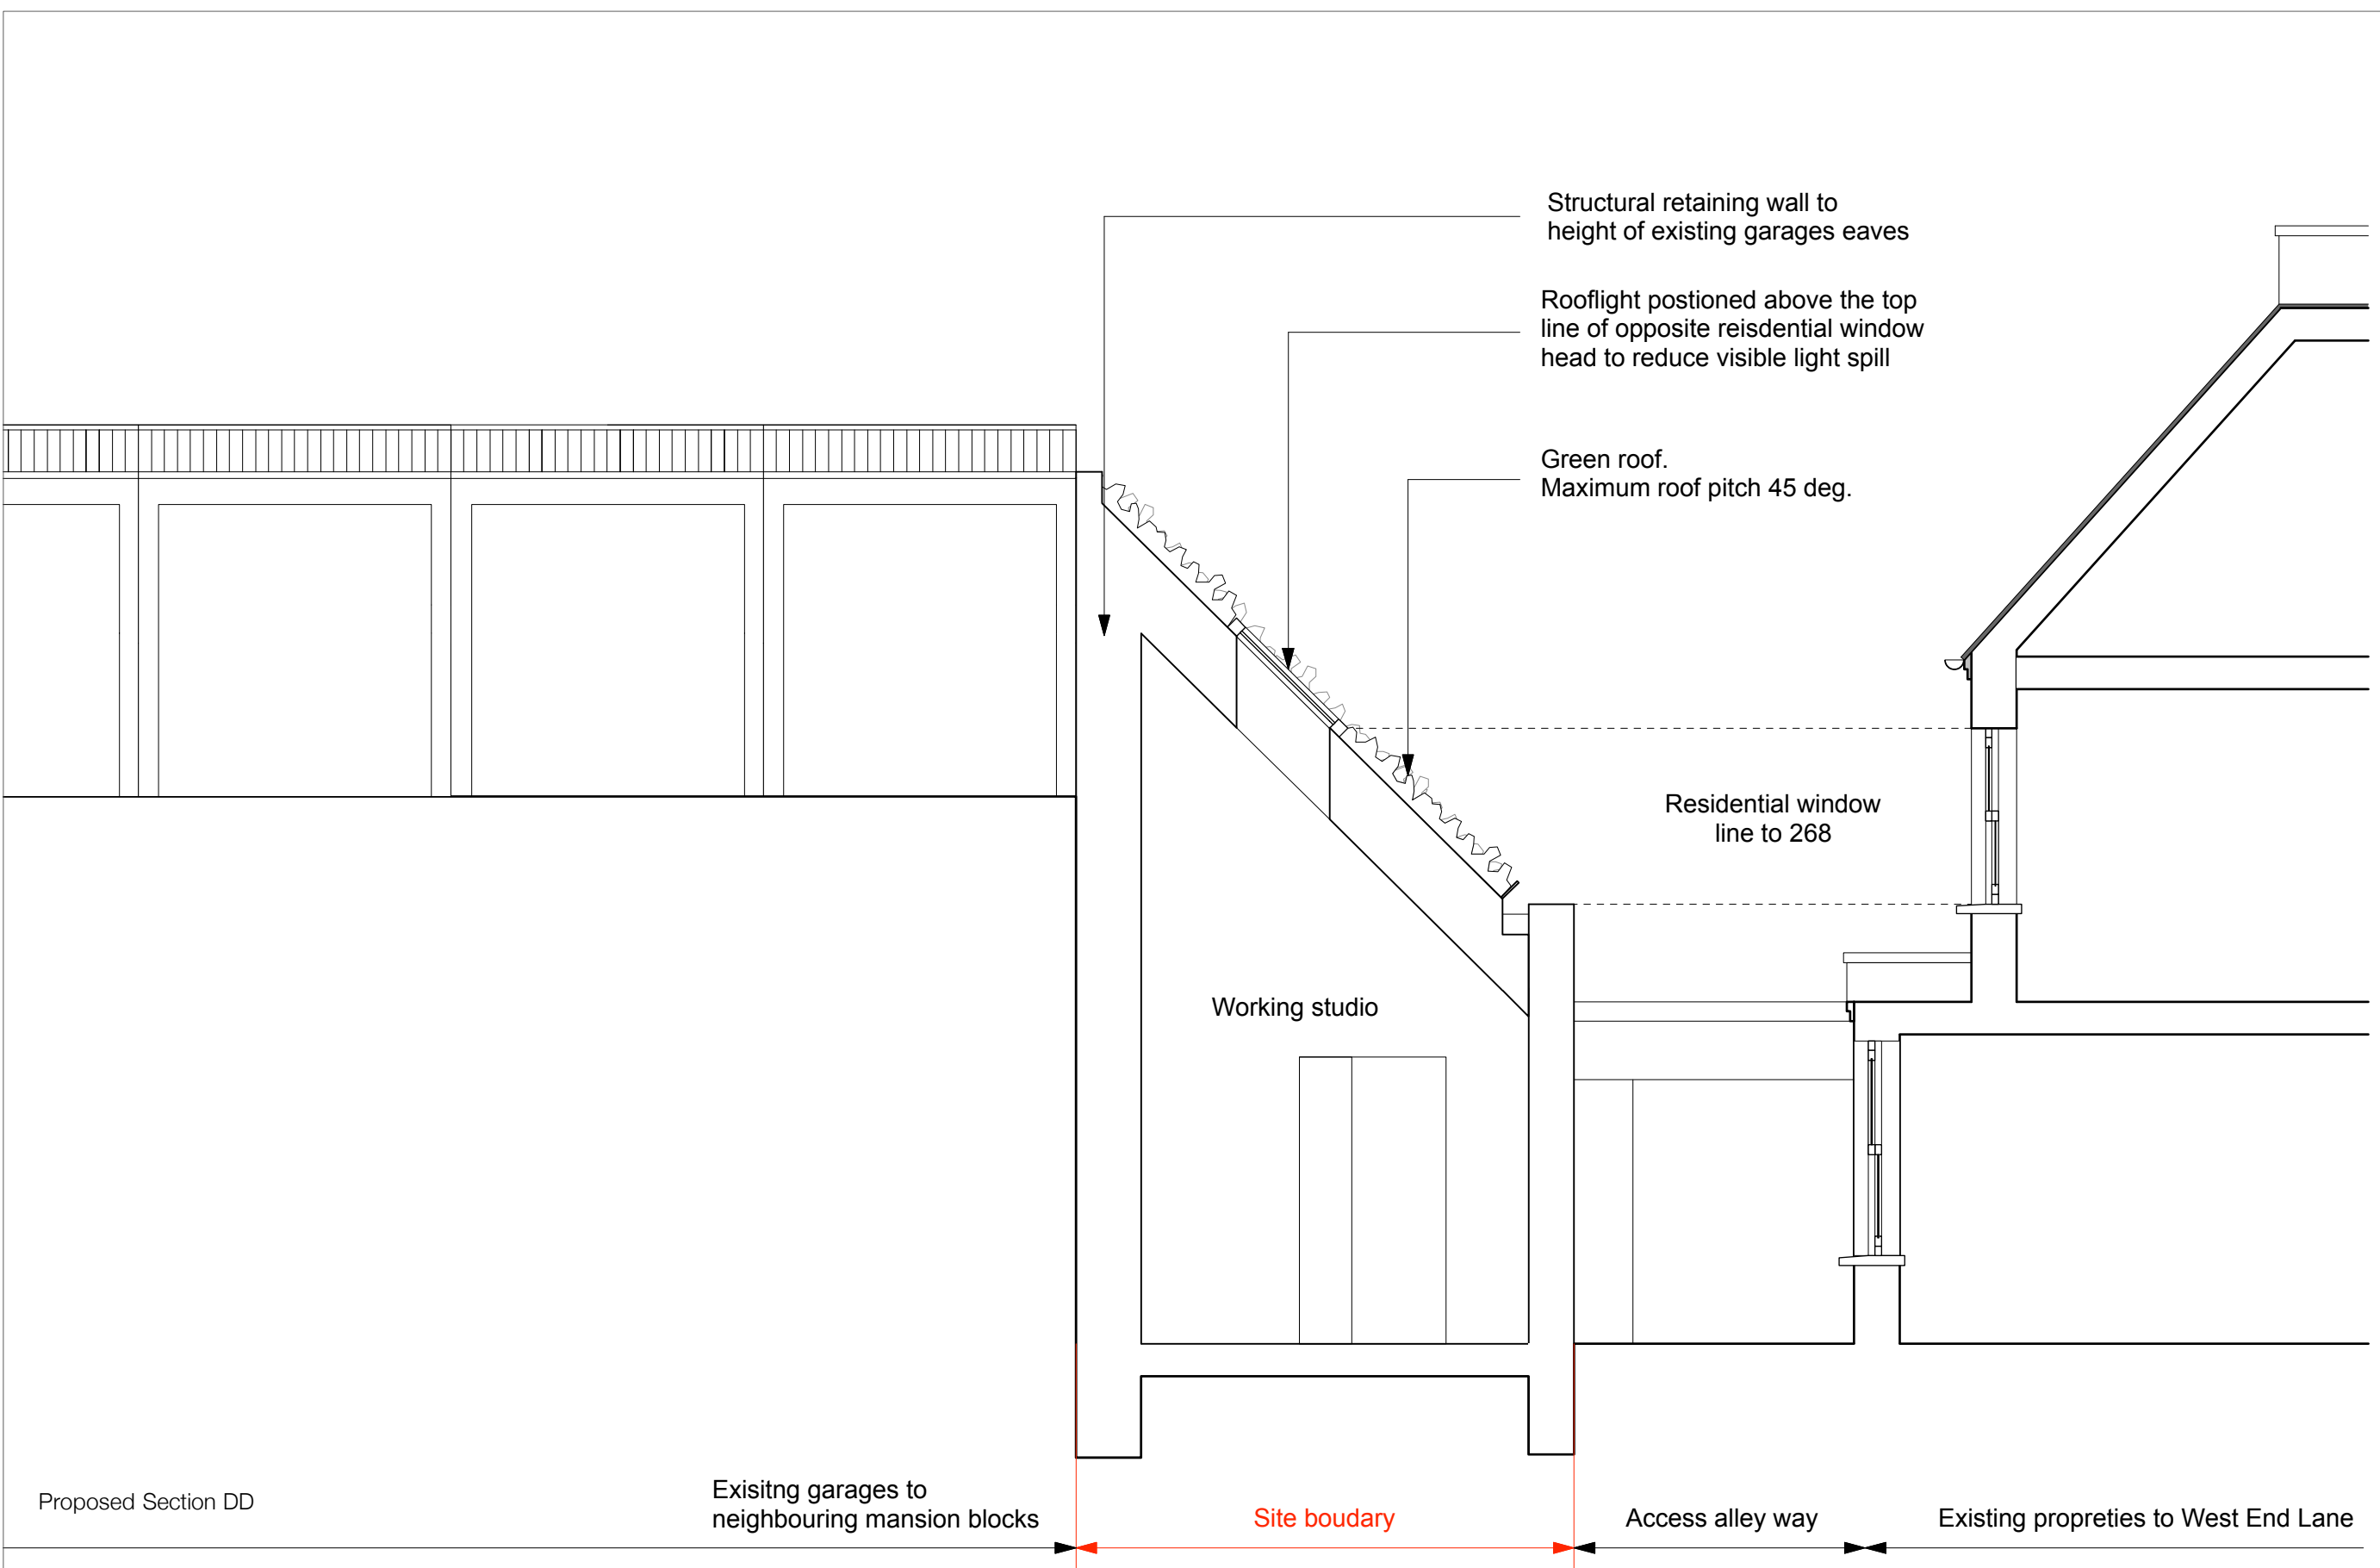 Structural retaining wall to
height of existing garages eaves
Rooflight postioned above the top
line of opposite reisdential window
head to reduce visible light spill
Green roof.
Maximum roof pitch 45 deg.
Residential window
line to 268
Working studio
Proposed Section DD
Exisitng garages to
neighbouring mansion blocks
Site boudary
Access alley way
Existing propreties to West End Lane